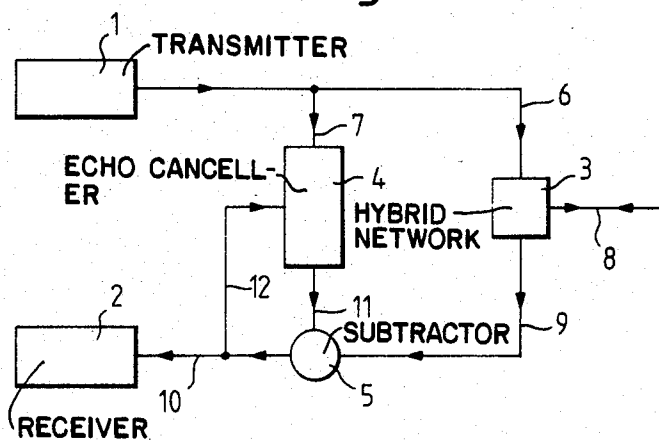 1
TRANSMITTER
6
7
ECHO CANCELL-
ER
4
3
HYBRID
NETWORK
8
12
11
9
2
SUBTRACTOR
10
5
RECEIVER